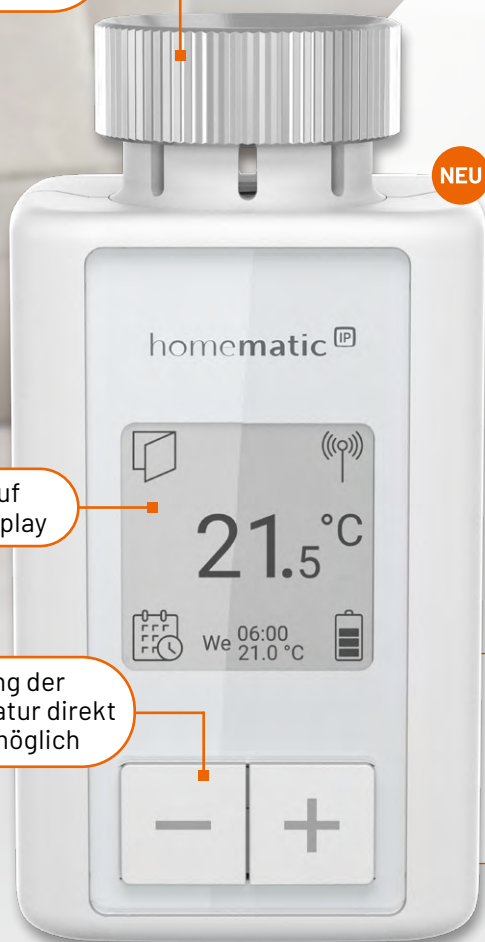 NEU
homematic IP
uf
play
21.5 °C
We 06:00
21.0 °C
ng der
atur direkt
möglich
− +